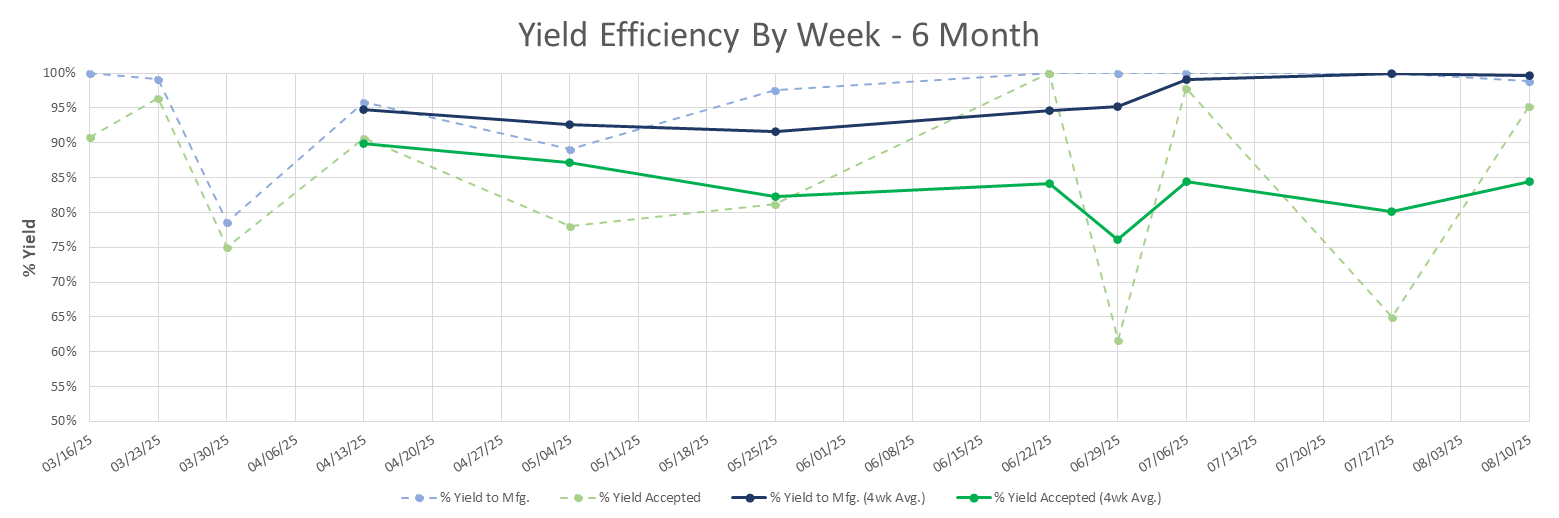 Yield Efficiency By Week - 6 Month
% Yield
100%
95%
90%
85%
80%
75%
70%
65%
60%
55%
50%
03/16/25 03/23/25 03/30/25 04/06/25 04/13/25 04/20/25 04/27/25 05/04/25 05/11/25 05/18/25 05/25/25 06/01/25 06/08/25 06/15/25 06/22/25 06/29/25 07/06/25 07/13/25 07/20/25 07/27/25 08/03/25 08/10/25
% Yield to Mfg. % Yield Accepted % Yield to Mfg. (4wk Avg.) % Yield Accepted (4wk Avg.)